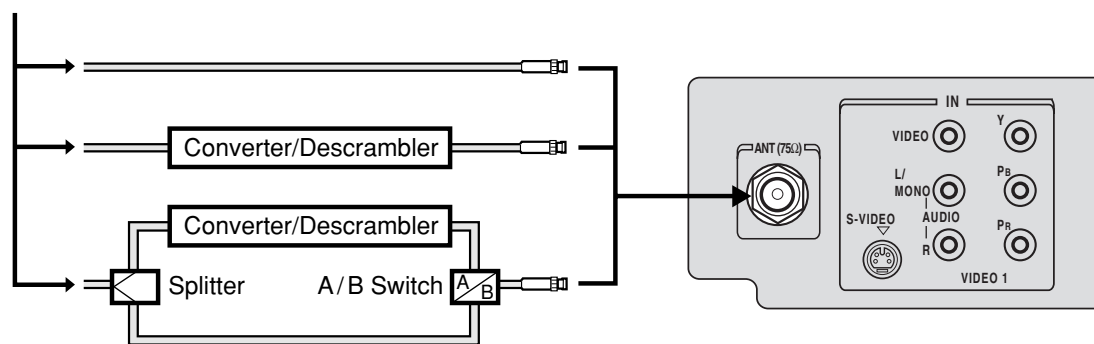 Converter/Descrambler
Converter/Descrambler
Splitter
A/B Switch
A
B
ANT (75Ω)
IN
VIDEO
Y
L/
MONO
PB
S-VIDEO
AUDIO
R
PR
VIDEO 1